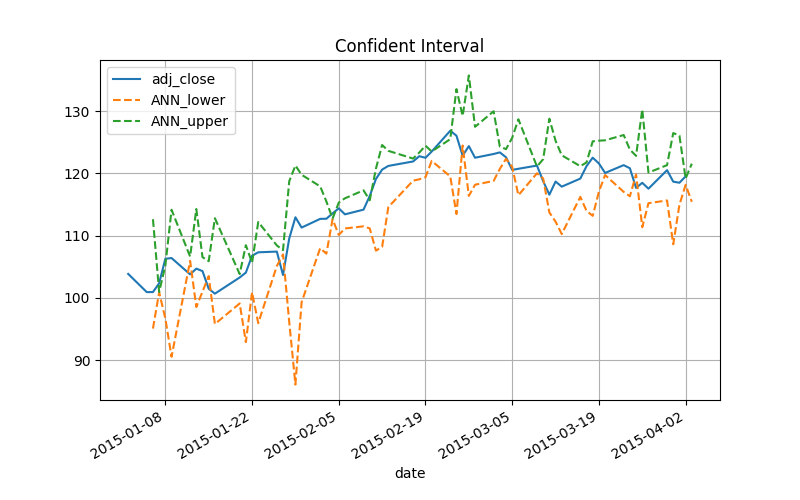 Confident Interval
adj_close
ANN_lower
ANN_upper
130
120
110
100
90
2015-01-08
2015-01-22
2015-02-05
2015-02-19
2015-03-05
2015-03-19
2015-04-02
date